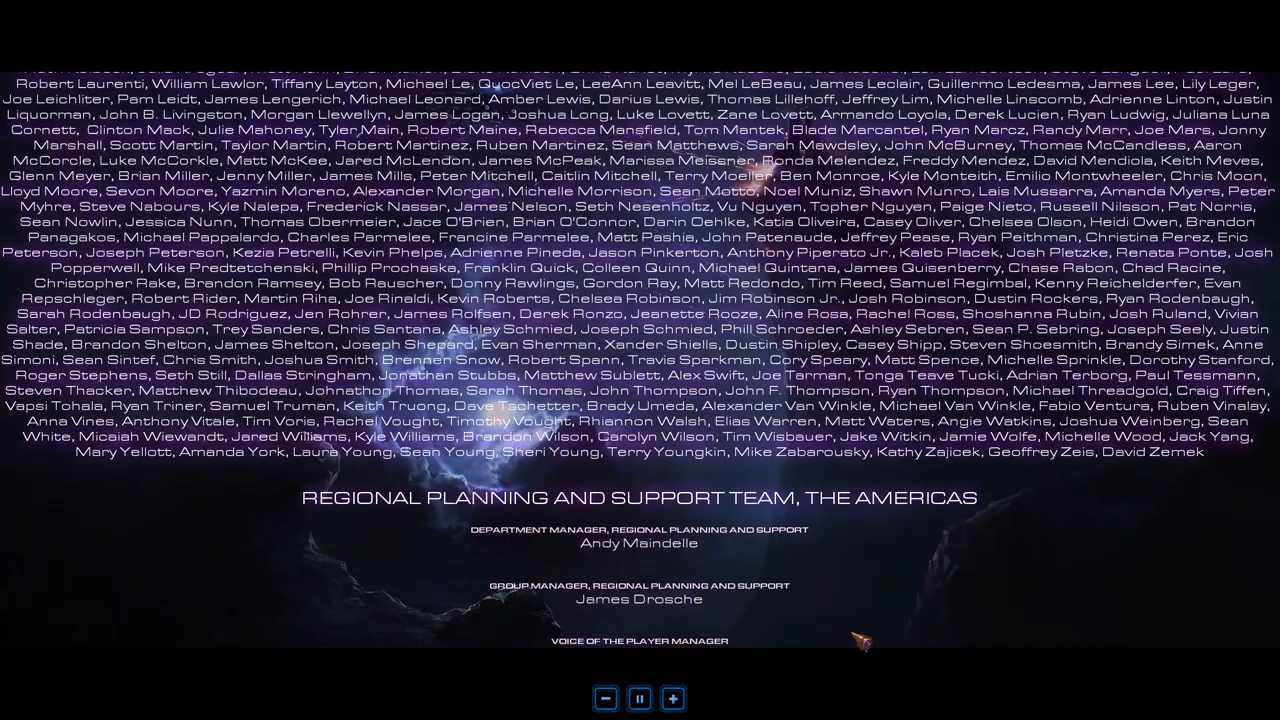 Robert Laurenti, William Lawlor, Tiffany Layton, Michael Le, QuocViet Le, LeeAnn Leavitt, Mel LeBeau, James Leclair, Guillermo Ledesma, James Lee, Lily Leger,
Joe Leichliter, Pam Leidt, James Lengerich, Michael Leonard, Amber Lewis, Darius Lewis, Thomas Lillehoff, Jeffrey Lim, Michelle Linscomb, Adrienne Linton, Justin
Liquorman, John B. Livingston, Morgan Llewellyn, James Logan, Joshua Long, Luke Lovett, Zane Lovett, Armando Loyola, Derek Lucien, Ryan Ludwig, Juliana Luna
Cornett, Clinton Mack, Julie Mahoney, Tyler Main, Robert Maine, Rebecca Mansfield, Tom Mantek, Blade Marcantel, Ryan Marcz, Randy Marr, Joe Mars, Jonny
Marshall, Scott Martin, Taylor Martin, Robert Martinez, Ruben Martinez, Sean Matthews, Sarah Mawdsley, John McBurney, Thomas McCandless, Aaron
McCorcle, Luke McCorkle, Matt McKee, Jared McLendon, James McPeak, Marissa Meissner, Ronda Melendez, Freddy Mendez, David Mendiola, Keith Meves,
Glenn Meyer, Brian Miller, Jenny Miller, James Mills, Peter Mitchell, Caitlin Mitchell, Terry Moeller, Ben Monroe, Kyle Monteith, Emilio Montwheeler, Chris Moon,
Lloyd Moore, Sevon Moore, Yazmin Moreno, Alexander Morgan, Michelle Morrison, Sean Motto, Noel Muniz, Shawn Munro, Lais Mussarra, Amanda Myers, Peter
Myhre, Steve Nabours, Kyle Nalepa, Frederick Nassar, James Nelson, Seth Nesenholtz, Vu Nguyen, Topher Nguyen, Paige Nieto, Russell Nilsson, Pat Norris,
Sean Nowlin, Jessica Nunn, Thomas Obermeier, Jace O'Brien, Brian O'Connor, Darin Oehlke, Katia Oliveira, Casey Oliver, Chelsea Olson, Heidi Owen, Brandon
Panagakos, Michael Pappalardo, Charles Parmelee, Francine Parmelee, Matt Pashia, John Patenaude, Jeffrey Pease, Ryan Peithman, Christina Perez, Eric
Peterson, Joseph Peterson, Kezia Petrelli, Kevin Phelps, Adrienne Pineda, Jason Pinkerton, Anthony Piperato Jr., Kaleb Placek, Josh Pletzke, Renata Ponte, Josh
Popperwell, Mike Predtetchenski, Phillip Prochaska, Franklin Quick, Colleen Quinn, Michael Quintana, James Quisenberry, Chase Rabon, Chad Racine,
Christopher Rake, Brandon Ramsey, Bob Rauscher, Donny Rawlings, Gordon Ray, Matt Redondo, Tim Reed, Samuel Regimbal, Kenny Reichelderfer, Evan
Repschleger, Robert Rider, Martin Riha, Joe Rinaldi, Kevin Roberts, Chelsea Robinson, Jim Robinson Jr., Josh Robinson, Dustin Rockers, Ryan Rodenbaugh,
Sarah Rodenbaugh, JD Rodriguez, Jen Rohrer, James Rolfsen, Derek Ronzo, Jeanette Rooze, Aline Rosa, Rachel Ross, Shoshanna Rubin, Josh Ruland, Vivian
Salter, Patricia Sampson, Trey Sanders, Chris Santana, Ashley Schmied, Joseph Schmied, Phill Schroeder, Ashley Sebren, Sean P. Sebring, Joseph Seely, Justin
Shade, Brandon Shelton, James Shelton, Joseph Shepard, Evan Sherman, Xander Shiells, Dustin Shipley, Casey Shipp, Steven Shoesmith, Brandy Simek, Anne
Simoni, Sean Sintef, Chris Smith, Joshua Smith, Brennen Snow, Robert Spann, Travis Sparkman, Cory Speary, Matt Spence, Michelle Sprinkle, Dorothy Stanford,
Roger Stephens, Seth Still, Dallas Stringham, Jonathan Stubbs, Matthew Sublett, Alex Swift, Joe Tarman, Tonga Teave Tucki, Adrian Terborg, Paul Tessmann,
Steven Thacker, Matthew Thibodeau, Johnathon Thomas, Sarah Thomas, John Thompson, John F. Thompson, Ryan Thompson, Michael Threadgold, Craig Tiffen,
Vapsi Tohala, Ryan Triner, Samuel Truman, Keith Truong, Dave Tschetter, Brady Umeda, Alexander Van Winkle, Michael Van Winkle, Fabio Ventura, Ruben Vinalay,
Anna Vines, Anthony Vitale, Tim Voris, Rachel Vought, Timothy Vought, Rhiannon Walsh, Elias Warren, Matt Waters, Angie Watkins, Joshua Weinberg, Sean
White, Micaiah Wiewandt, Jared Williams, Kyle Williams, Brandon Wilson, Carolyn Wilson, Tim Wisbauer, Jake Witkin, Jamie Wolfe, Michelle Wood, Jack Yang,
Mary Yellott, Amanda York, Laura Young, Sean Young, Sheri Young, Terry Youngkin, Mike Zabarousky, Kathy Zajicek, Geoffrey Zeis, David Zemek
REGIONAL PLANNING AND SUPPORT TEAM, THE AMERICAS
DEPARTMENT MANAGER, REGIONAL PLANNING AND SUPPORT
Andy Maindelle
GROUP MANAGER, REGIONAL PLANNING AND SUPPORT
James Drosche
VOICE OF THE PLAYER MANAGER